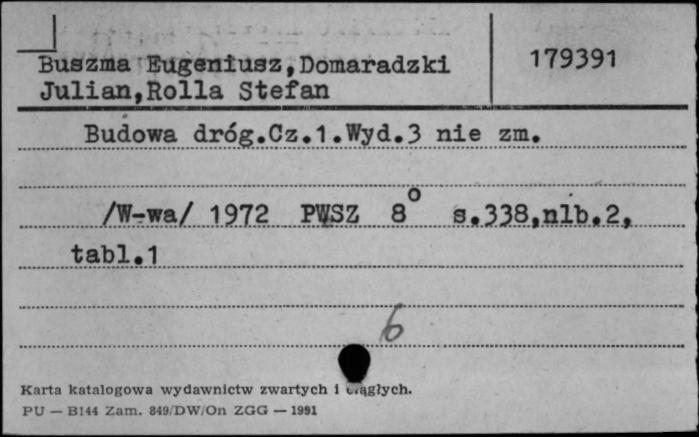 Buszma Eugeniusz,Domaradzki
179391
Julian,Rolla Stefan
Budowa dróg.Cz.1.Wyd.3 nie zm.
/W-wa/ 1972 PWSZ 8° s.338,nlb.2,
tabl.1
6
Karta katalogowa wydawnictw zwartych i ciągłych.
PU — B144 Zam. 849/DW/On ZGG — 1991